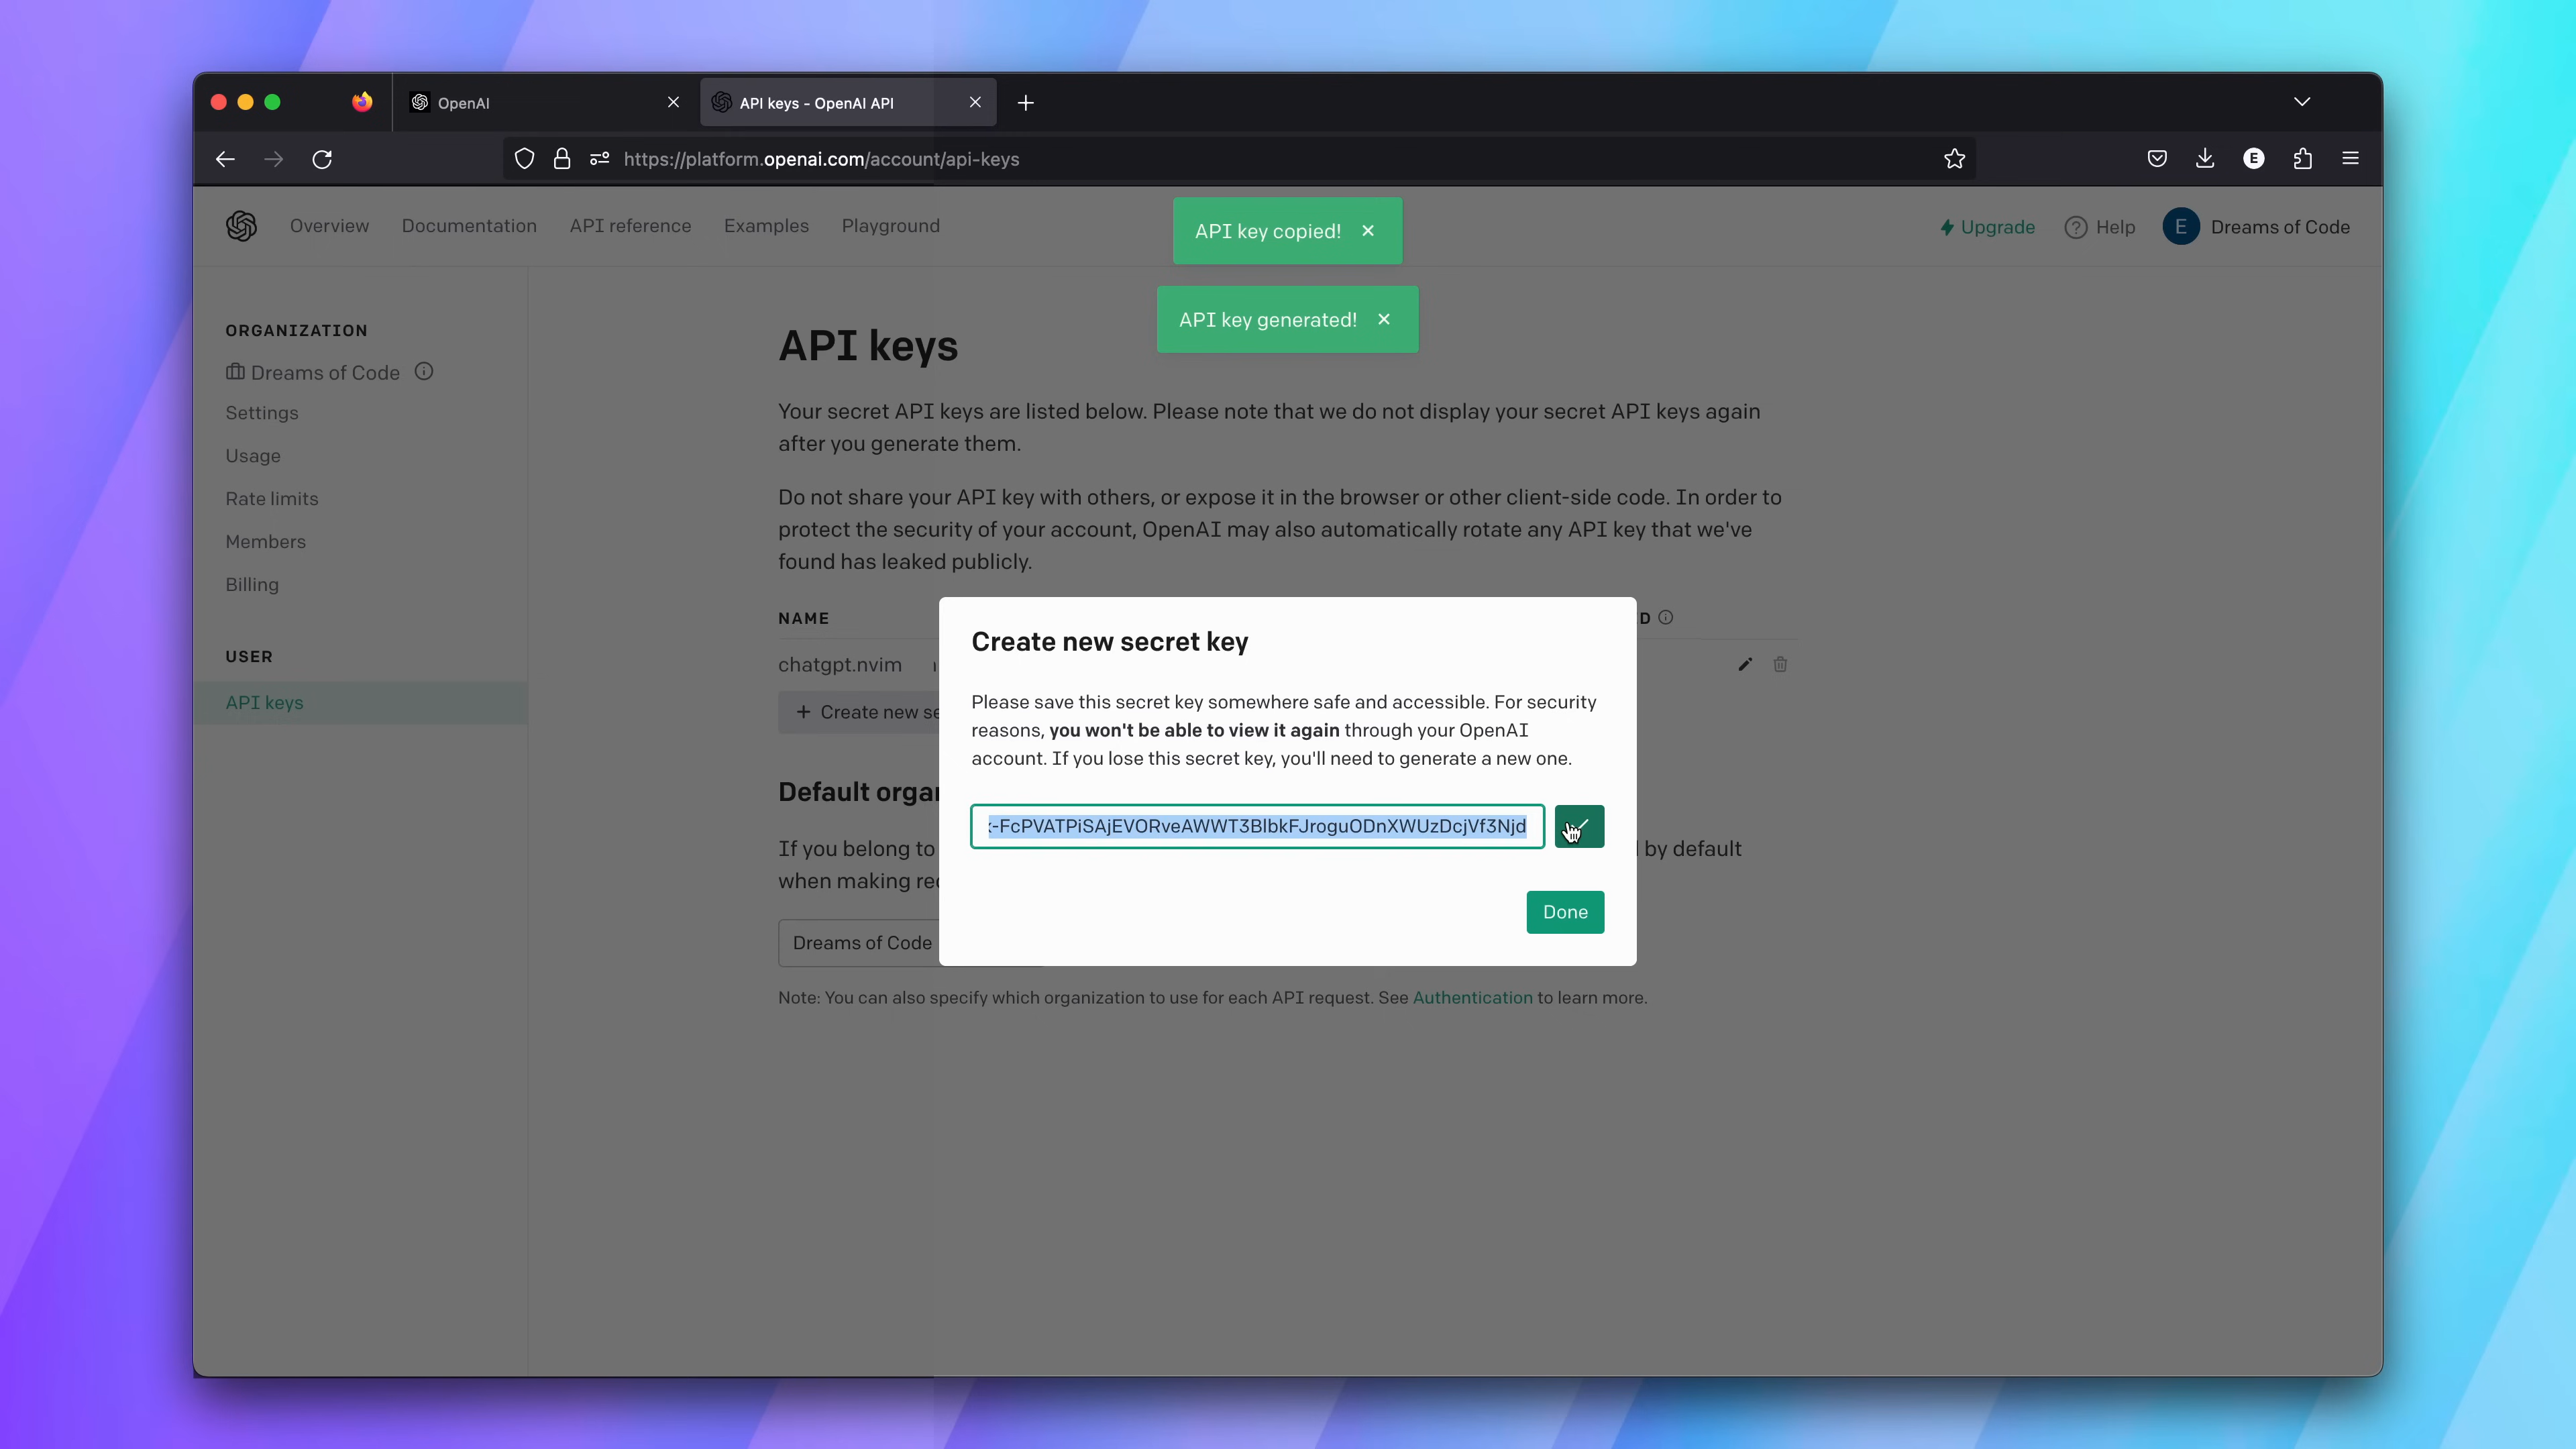 OpenAI
API keys - OpenAI API
https://platform.openai.com/account/api-keys
E
Overview
Documentation
API reference
Examples
Playground
API key copied!
Upgrade
Help
E
Dreams of Code
API key generated!
ORGANIZATION
Dreams of Code
Settings
Usage
Rate limits
Members
Billing
USER
API keys
API keys
Your secret API keys are listed below. Please note that we do not display your secret API keys again
after you generate them.
Do not share your API key with others, or expose it in the browser or other client-side code. In order to
protect the security of your account, OpenAI may also automatically rotate any API key that we've
found has leaked publicly.
NAME
D
chatgpt.nvim
+ Create new se
Default organ
If you belong to
by default
when making rec
Dreams of Code
Note: You can also specify which organization to use for each API request. See Authentication to learn more.
Create new secret key
Please save this secret key somewhere safe and accessible. For security
reasons, you won't be able to view it again through your OpenAI
account. If you lose this secret key, you'll need to generate a new one.
-FcPVATPiSAjEVORveAWWT3BlbkFJroguODnXWUzDcjVf3Njd
Done